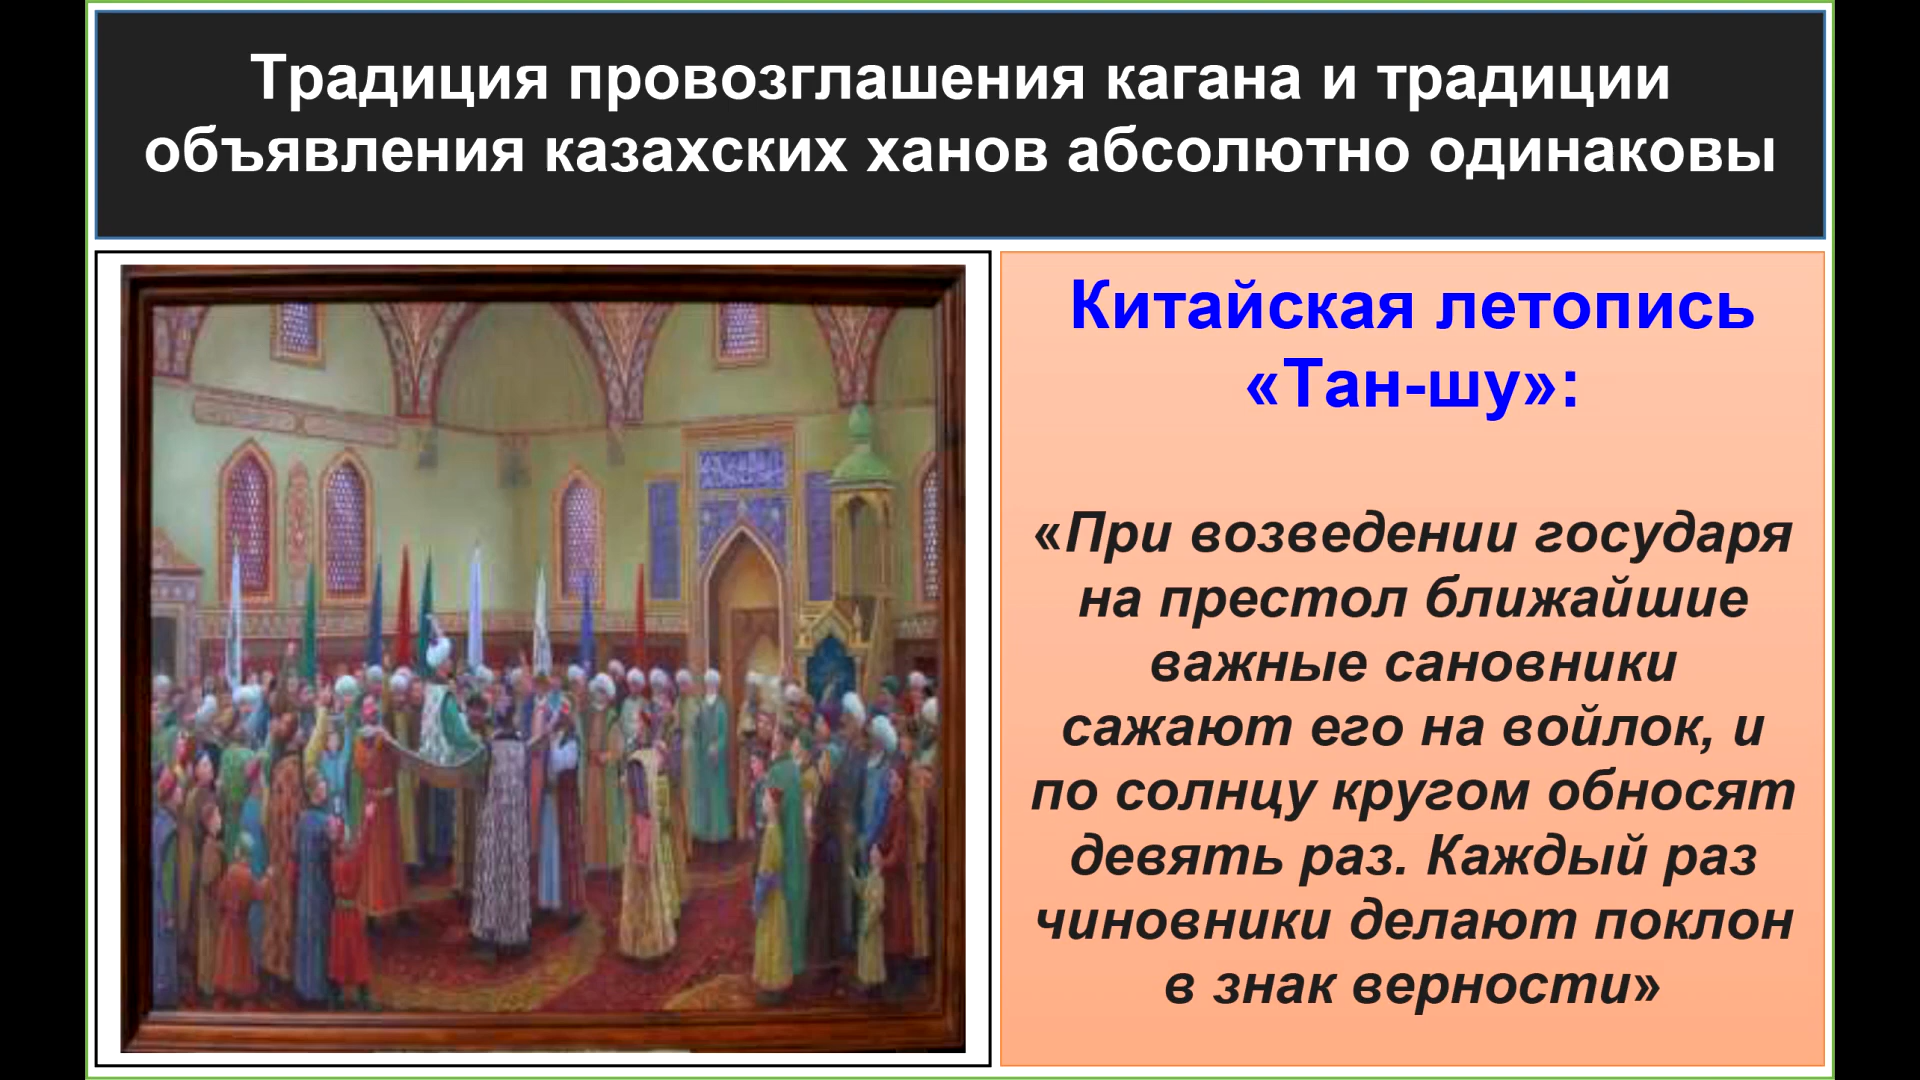 Традиция провозглашения кагана и традиции
объявления казахских ханов абсолютно одинаковы
Китайская летопись
«Тан-шу»:
«При возведении государя
на престол ближайшие
важные сановники
сажают его на войлок, и
по солнцу кругом обносят
девять раз. Каждый раз
чиновники делают поклон
в знак верности»